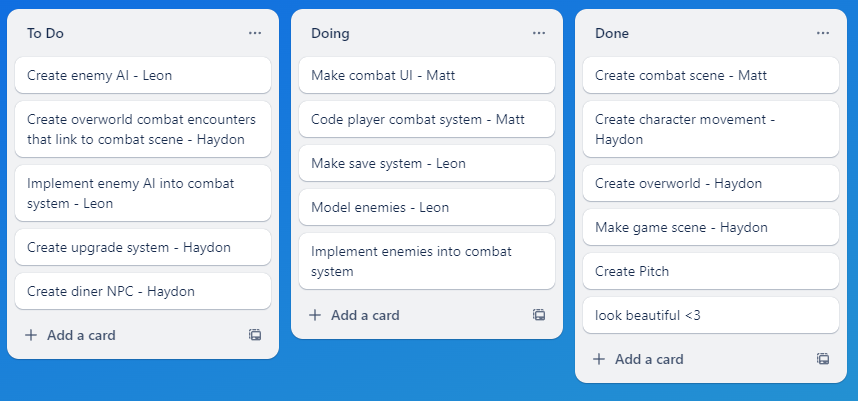 To Do
Create enemy AI - Leon
Create overworld combat encounters
that link to combat scene - Haydon
Implement enemy AI into combat
system - Leon
Create upgrade system - Haydon
Create diner NPC - Haydon
Add a card
Doing
Make combat UI - Matt
Code player combat system - Matt
Make save system - Leon
Model enemies - Leon
Implement enemies into combat
system
Add a card
Done
Create combat scene - Matt
Create character movement -
Haydon
Create overworld - Haydon
Make game scene - Haydon
Create Pitch
look beautiful <3
Add a card